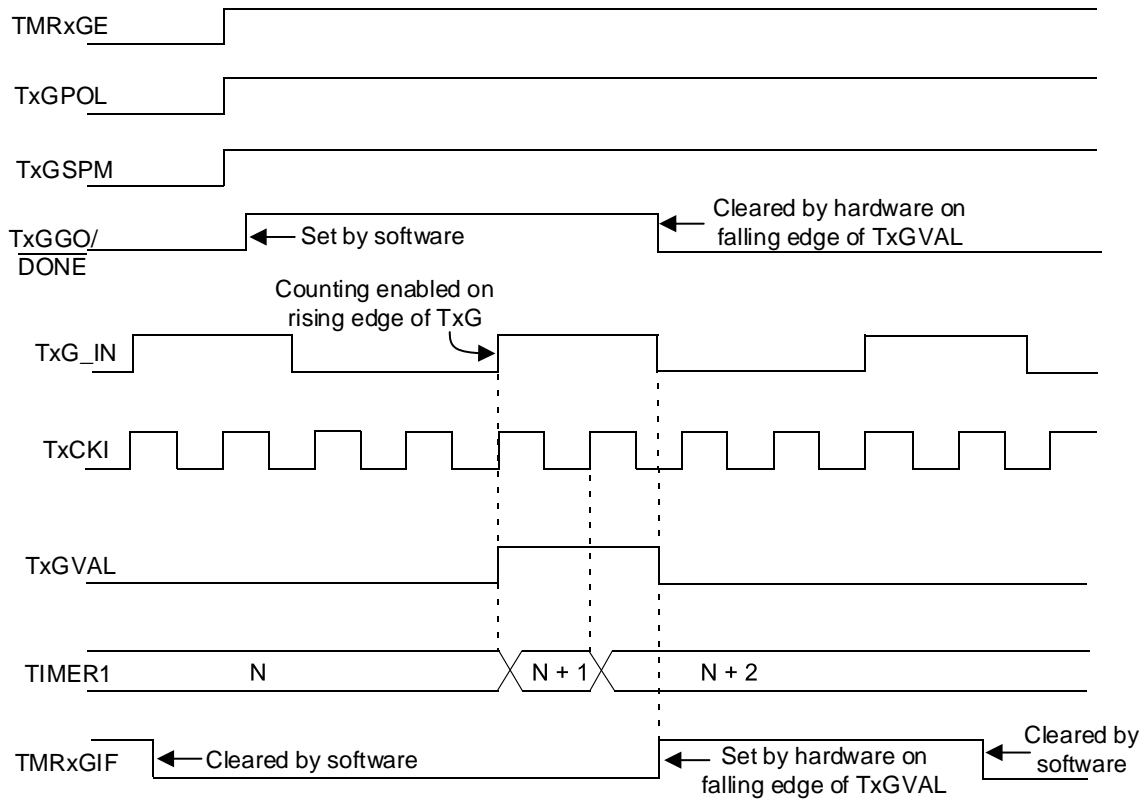 TMRxGE
TxGPOL
TxGSPM
TxGGO/
DONE
Set by software
Cleared by hardware on
falling edge of TxGVAL
Counting enabled on
rising edge of TxG
TxG_IN
TxCKI
TxGVAL
TIMER1
N
N + 1
N + 2
TMRxGIF
Cleared by software
Set by hardware on
falling edge of TxGVAL
Cleared by
software